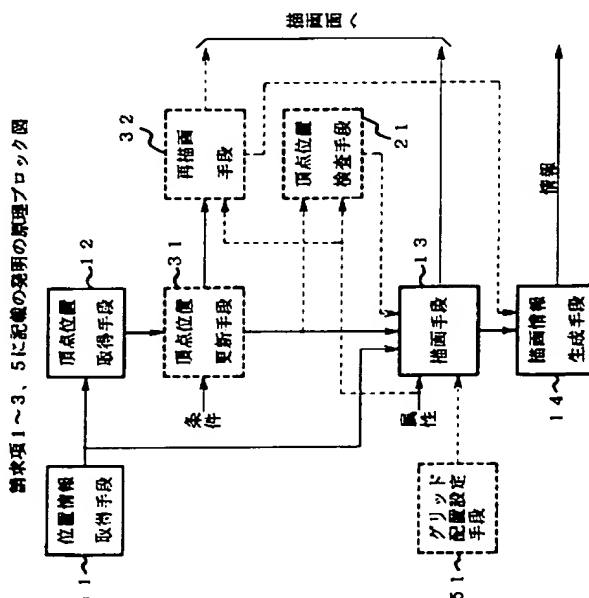 請求項1~3、5に記載の発明の原理ブロック図
描画面へ
32
再描画
手段
頂点位置
検査手段
21
12
頂点位置
取得手段
31
頂点位置
更新手段
条件
13
描画手段
情報
位置情報
取得手段
1
属性
描画情報
生成手段
14
グリッド
配置設定
手段
51